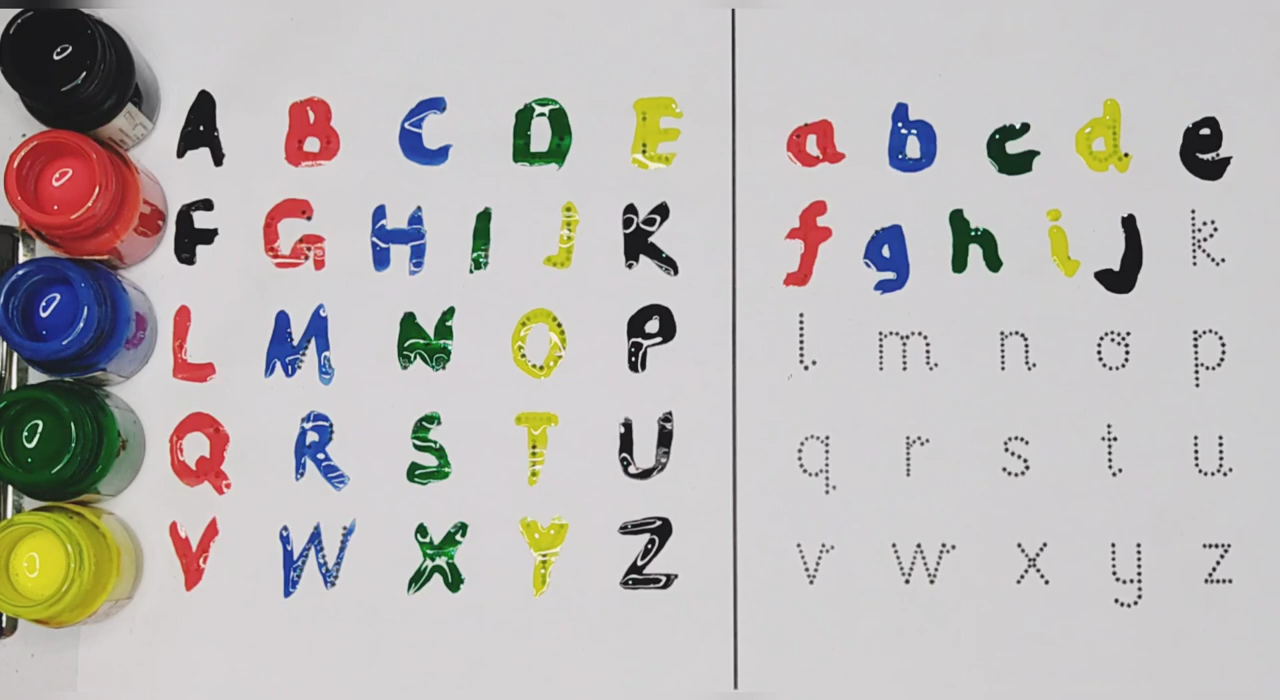 A B C D E
F G H I J K
L M N O P
Q R S T U
V W X Y Z
a b c d e
f g h i j k
l m n o p
q r s t u
v w x y z